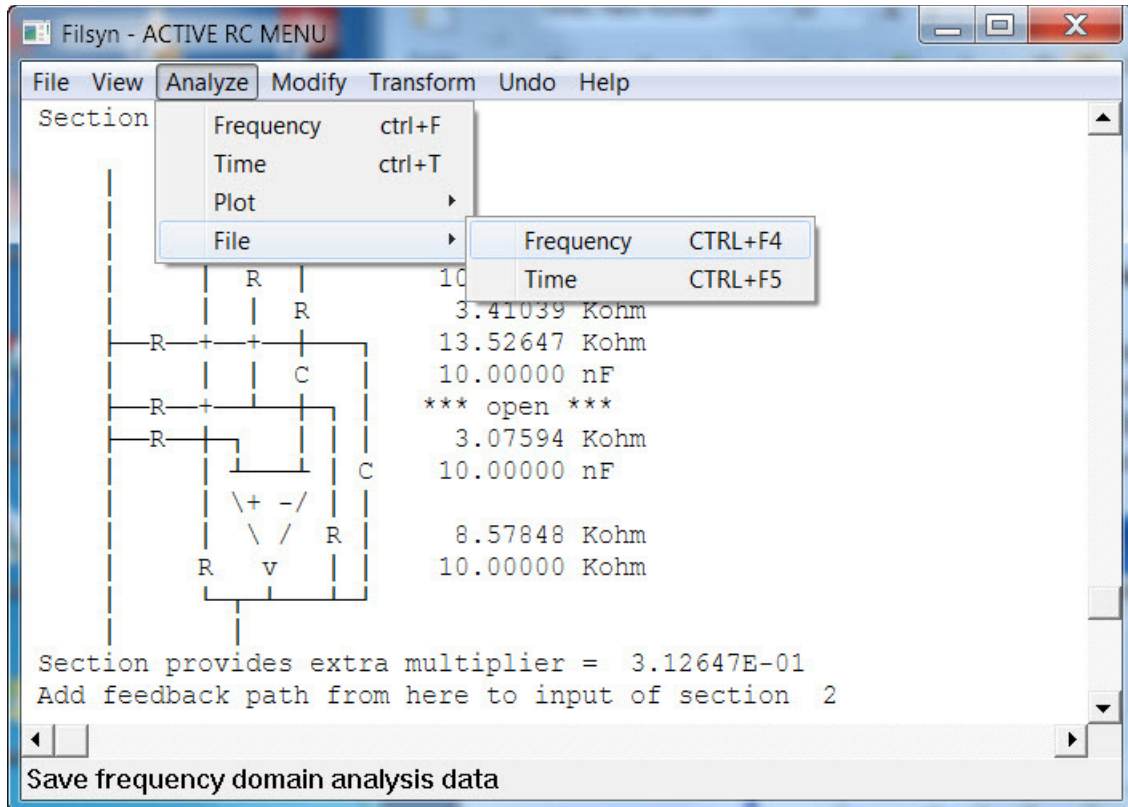 Filsyn - ACTIVE RC MENU
File View Analyze Modify Transform Undo Help
Section
Frequency ctrl+F
Time ctrl+T
Plot
File
Frequency CTRL+F4
Time CTRL+F5
R 10
R 3.41039 Kohm
R + + 13.52647 Kohm
C 10.00000 nF
R + *** open ***
R 3.07594 Kohm
C 10.00000 nF
\+ -/
\ / R 8.57848 Kohm
R v 10.00000 Kohm
Section provides extra multiplier = 3.12647E-01
Add feedback path from here to input of section 2
Save frequency domain analysis data